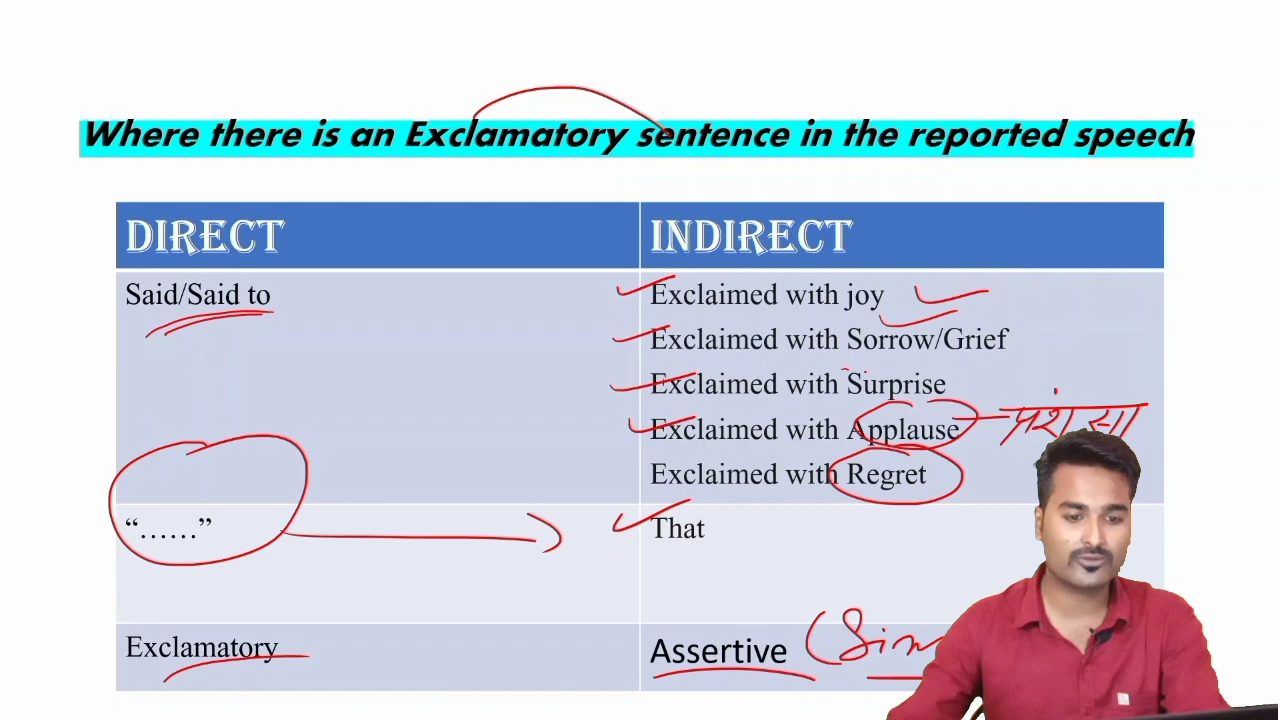 Where there is an Exclamatory sentence in the reported speech
DIRECT
INDIRECT
Said/Said to
Exclaimed with joy
Exclaimed with Sorrow/Grief
Exclaimed with Surprise
Exclaimed with Applause
प्रशंसा
Exclaimed with Regret
“......”
That
Exclamatory
Assertive